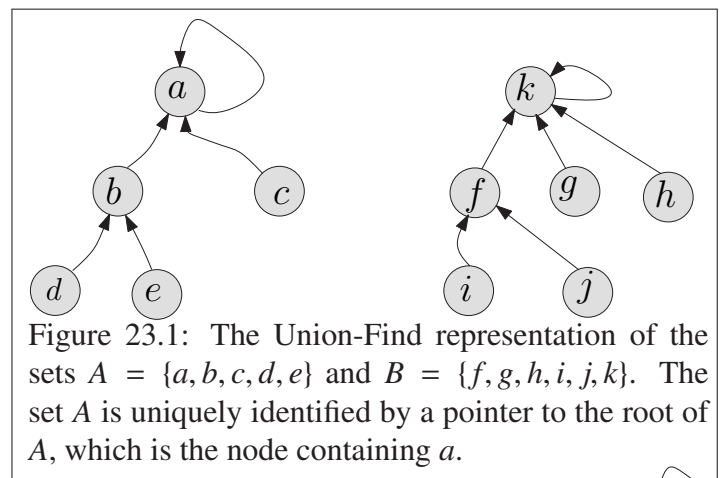 a
k
b
c
f
g
h
d
e
i
j
Figure 23.1: The Union-Find representation of the
sets A = {a, b, c, d, e} and B = {f, g, h, i, j, k}. The
set A is uniquely identified by a pointer to the root of
A, which is the node containing a.